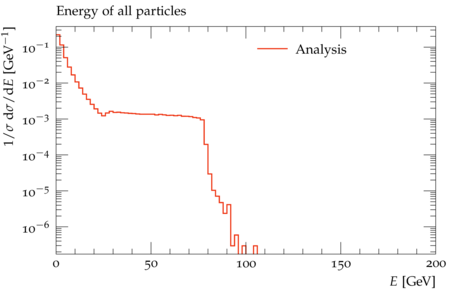 Energy of all particles
1/σ dσ/dE [GeV⁻¹]
Analysis
10⁻¹
10⁻²
10⁻³
10⁻⁴
10⁻⁵
10⁻⁶
0 50 100 150 200
E [GeV]